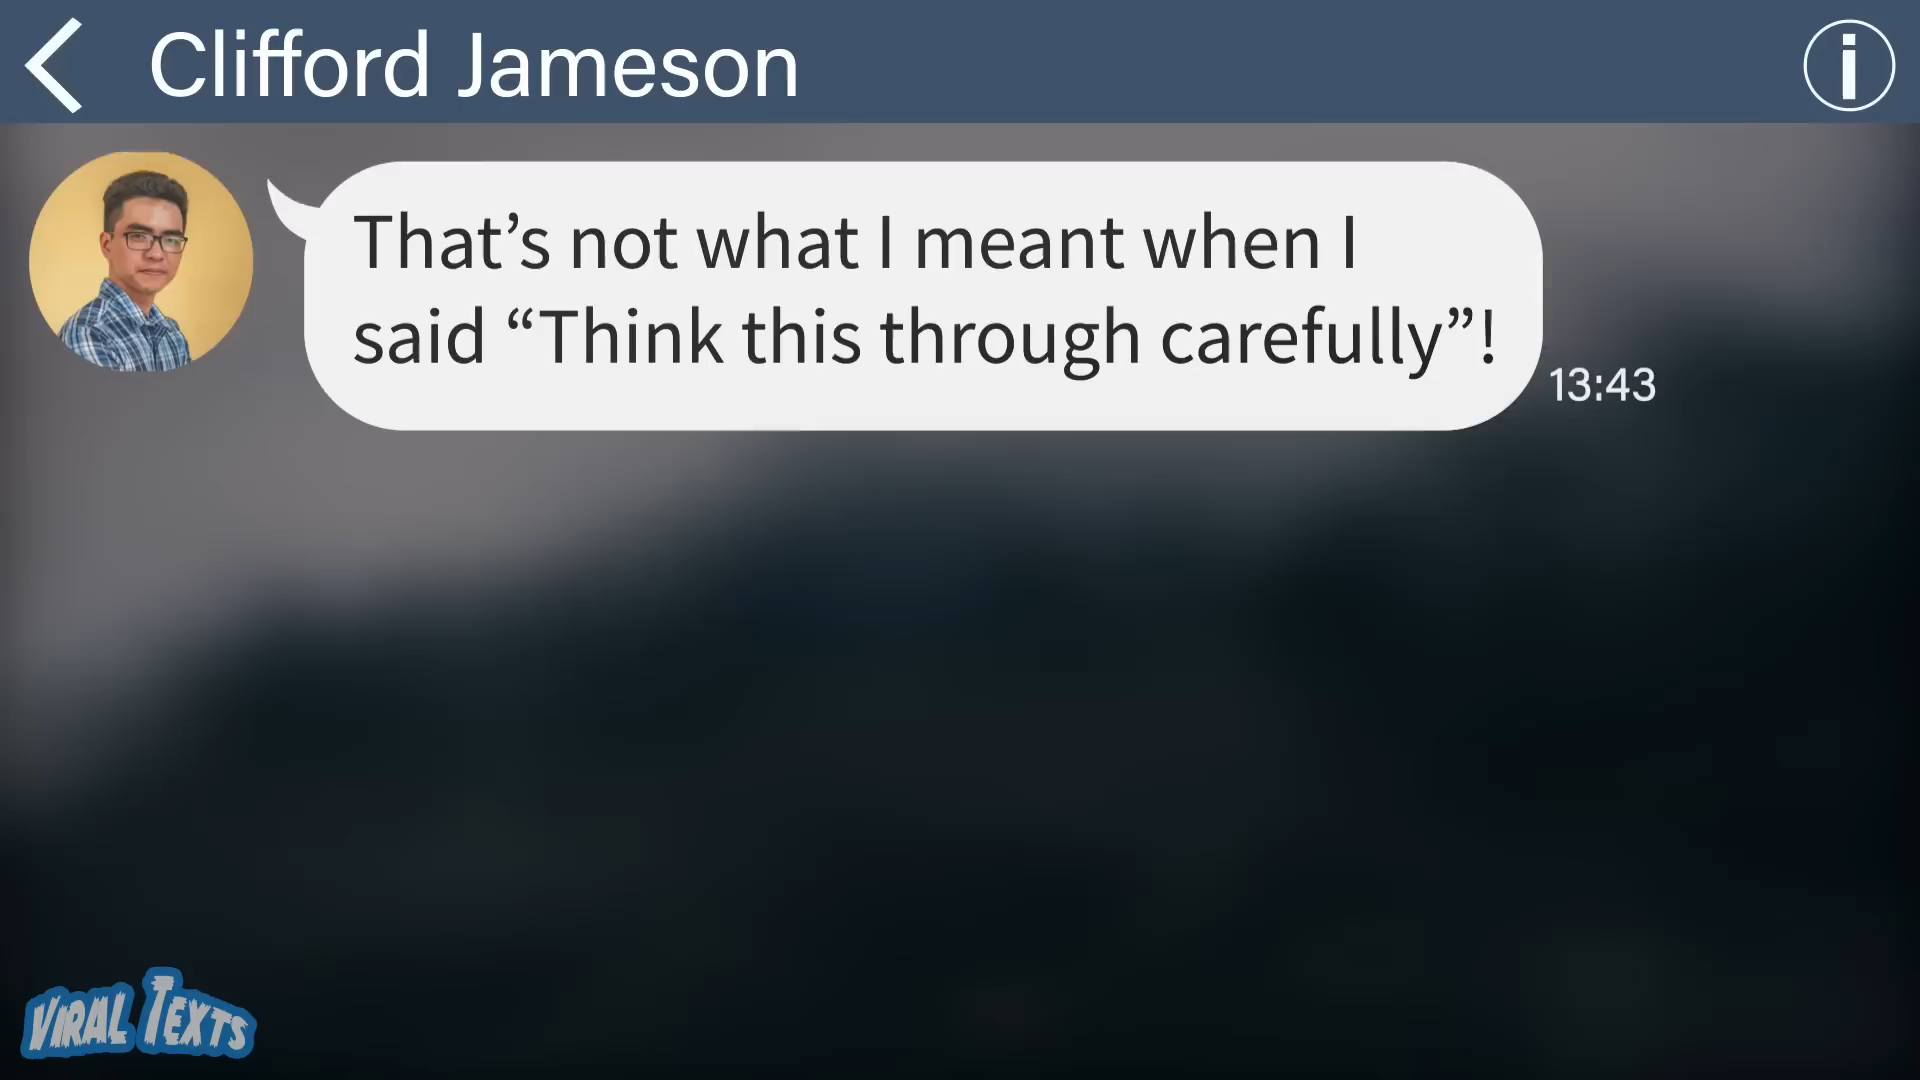 Clifford Jameson
That’s not what I meant when I
said “Think this through carefully”!
13:43
VIRAL TEXTS